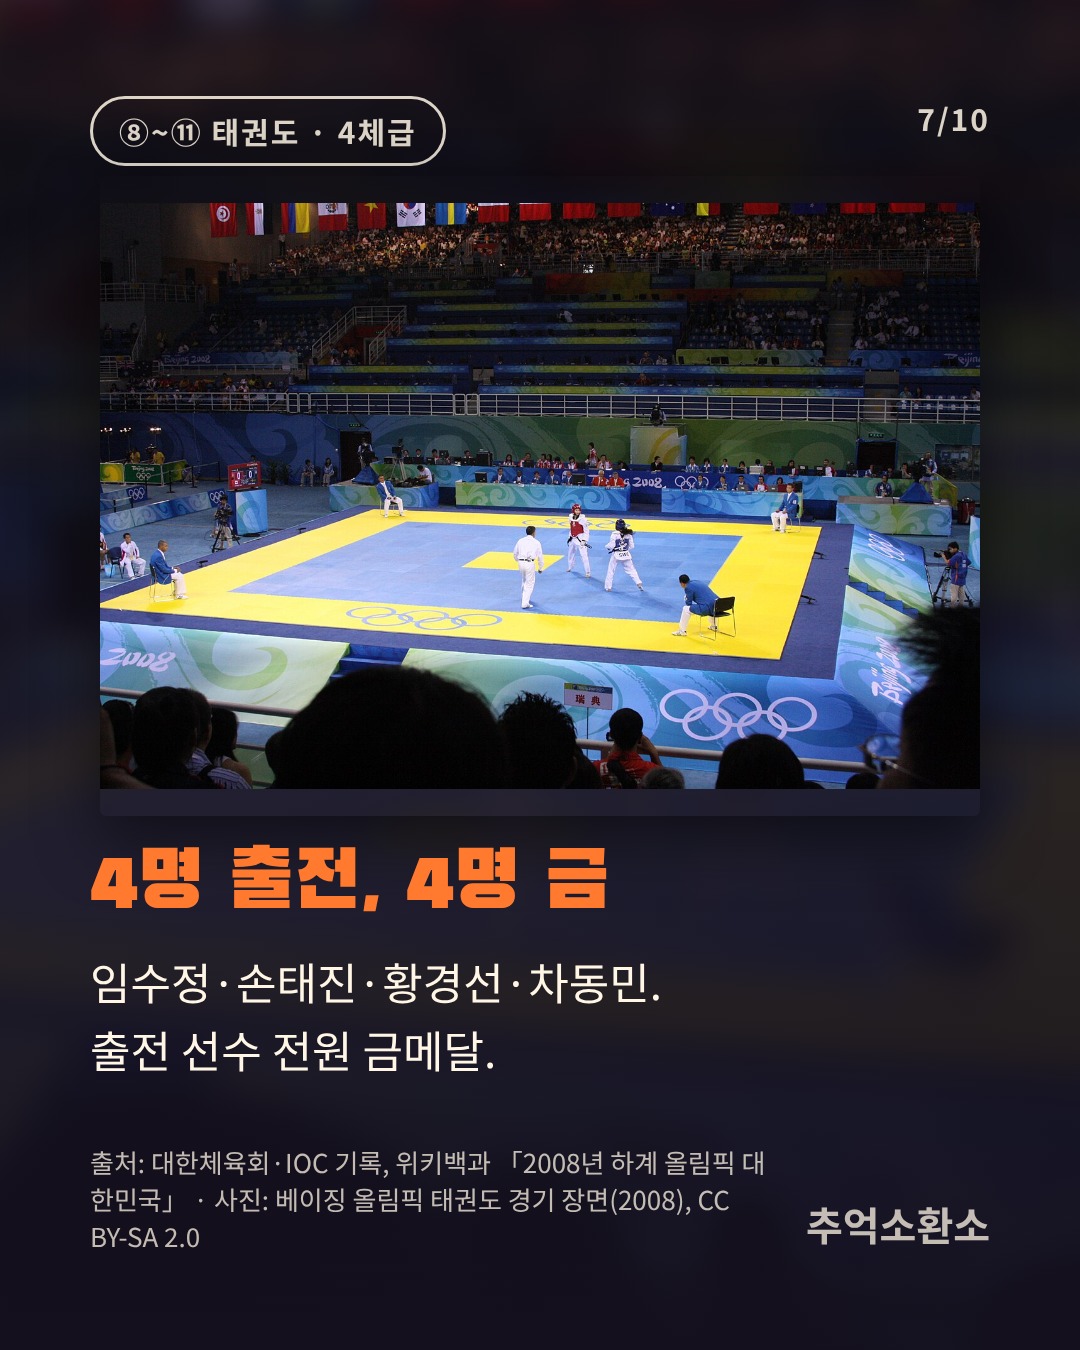 ⑧~⑪ 태권도 · 4체급
7/10
Beijing 2008
2008
2008
瑞 典
Beijing 200
4명 출전, 4명 금
임수정·손태진·황경선·차동민.
출전 선수 전원 금메달.
출처: 대한체육회·IOC 기록, 위키백과 「2008년 하계 올림픽 대
한민국」 · 사진: 베이징 올림픽 태권도 경기 장면(2008), CC
BY-SA 2.0
추억소환소